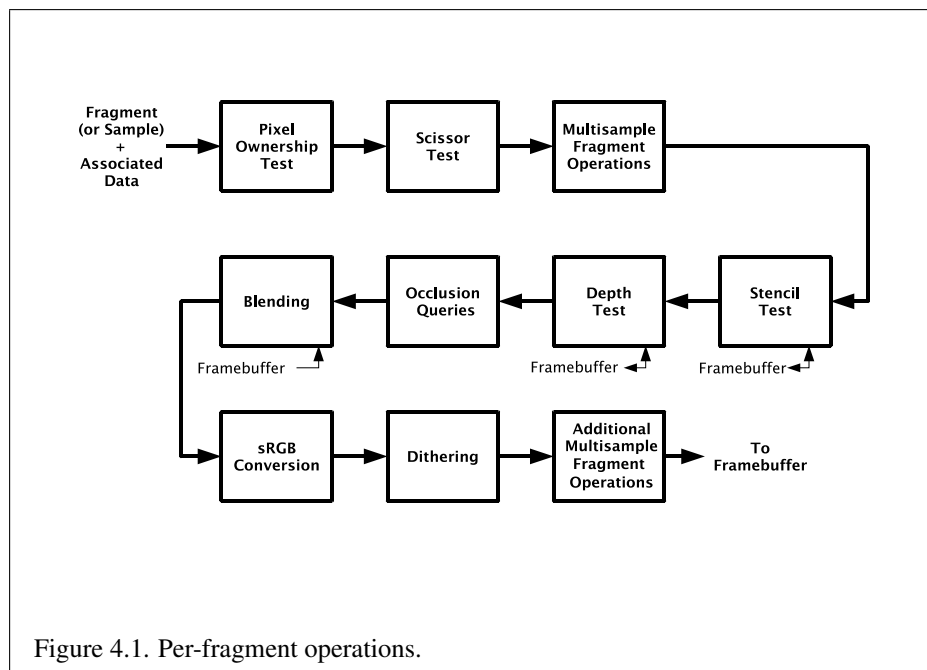 Fragment
(or Sample)
+
Associated
Data
Pixel
Ownership
Test
Scissor
Test
Multisample
Fragment
Operations
Blending
Occlusion
Queries
Depth
Test
Stencil
Test
Framebuffer
Framebuffer
Framebuffer
sRGB
Conversion
Dithering
Additional
Multisample
Fragment
Operations
To
Framebuffer
Figure 4.1. Per-fragment operations.